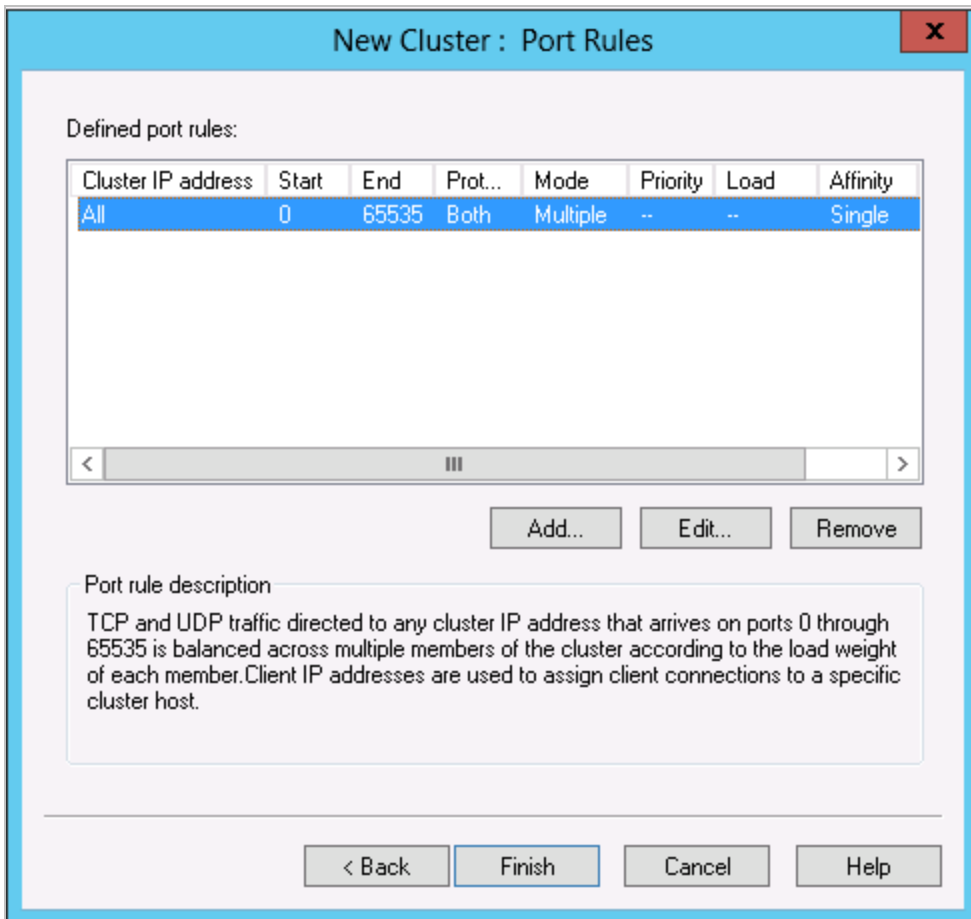 New Cluster :  Port Rules
x
Defined port rules:
Cluster IP address Start End Prot... Mode Priority Load Affinity
All 0 65535 Both Multiple -- -- Single
Add... Edit... Remove
Port rule description
TCP and UDP traffic directed to any cluster IP address that arrives on ports 0 through
65535 is balanced across multiple members of the cluster according to the load weight
of each member.Client IP addresses are used to assign client connections to a specific
cluster host.
< Back Finish Cancel Help